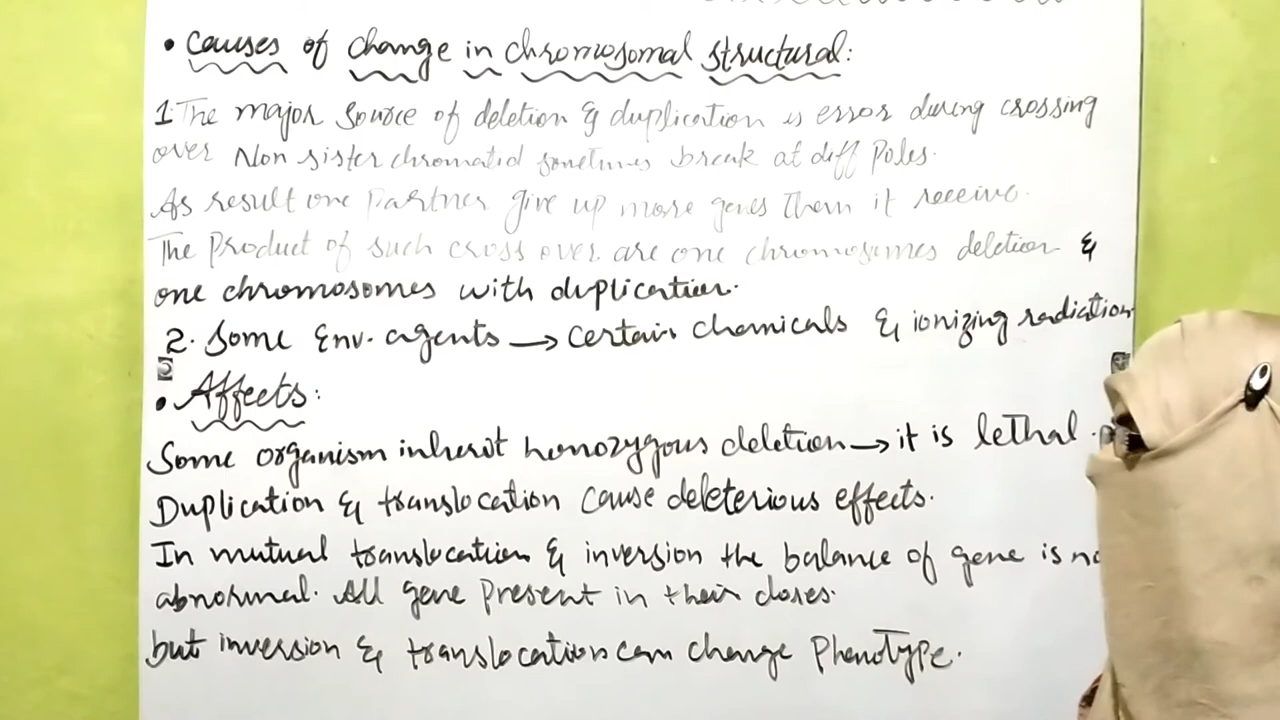 • Causes of change in chromosomal structural:
1. The major source of deletion & duplication is error during crossing
over Non sister chromatid sometimes break at diff Poles.
As result one Partner give up more genes them it receive.
The Product of such cross over are one chromosomes deletion &
one chromosomes with duplication.
2. Some Env. agents → certain chemicals & ionizing radiation
• Affects:
Some organism inherit homozygous deletion → it is lethal.
Duplication & translocation cause deleterious effects.
In mutual translocation & inversion the balance of gene is
abnormal. All gene Present in their doses.
but inversion & translocations can change Phenotype.